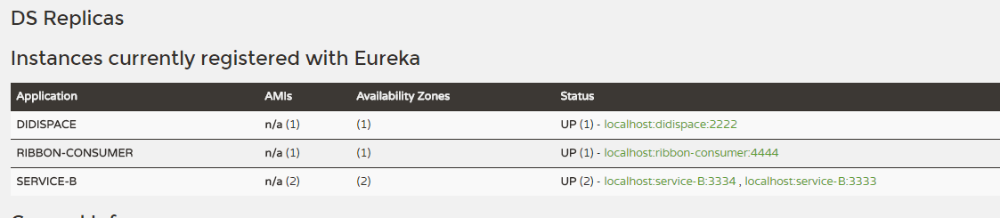 DS Replicas
Instances currently registered with Eureka
Application AMIs Availability Zones Status
DIDISPACE n/a (1) (1) UP (1) - localhost:didispace:2222
RIBBON-CONSUMER n/a (1) (1) UP (1) - localhost:ribbon-consumer:4444
SERVICE-B n/a (2) (2) UP (2) - localhost:service-B:3334 , localhost:service-B:3333